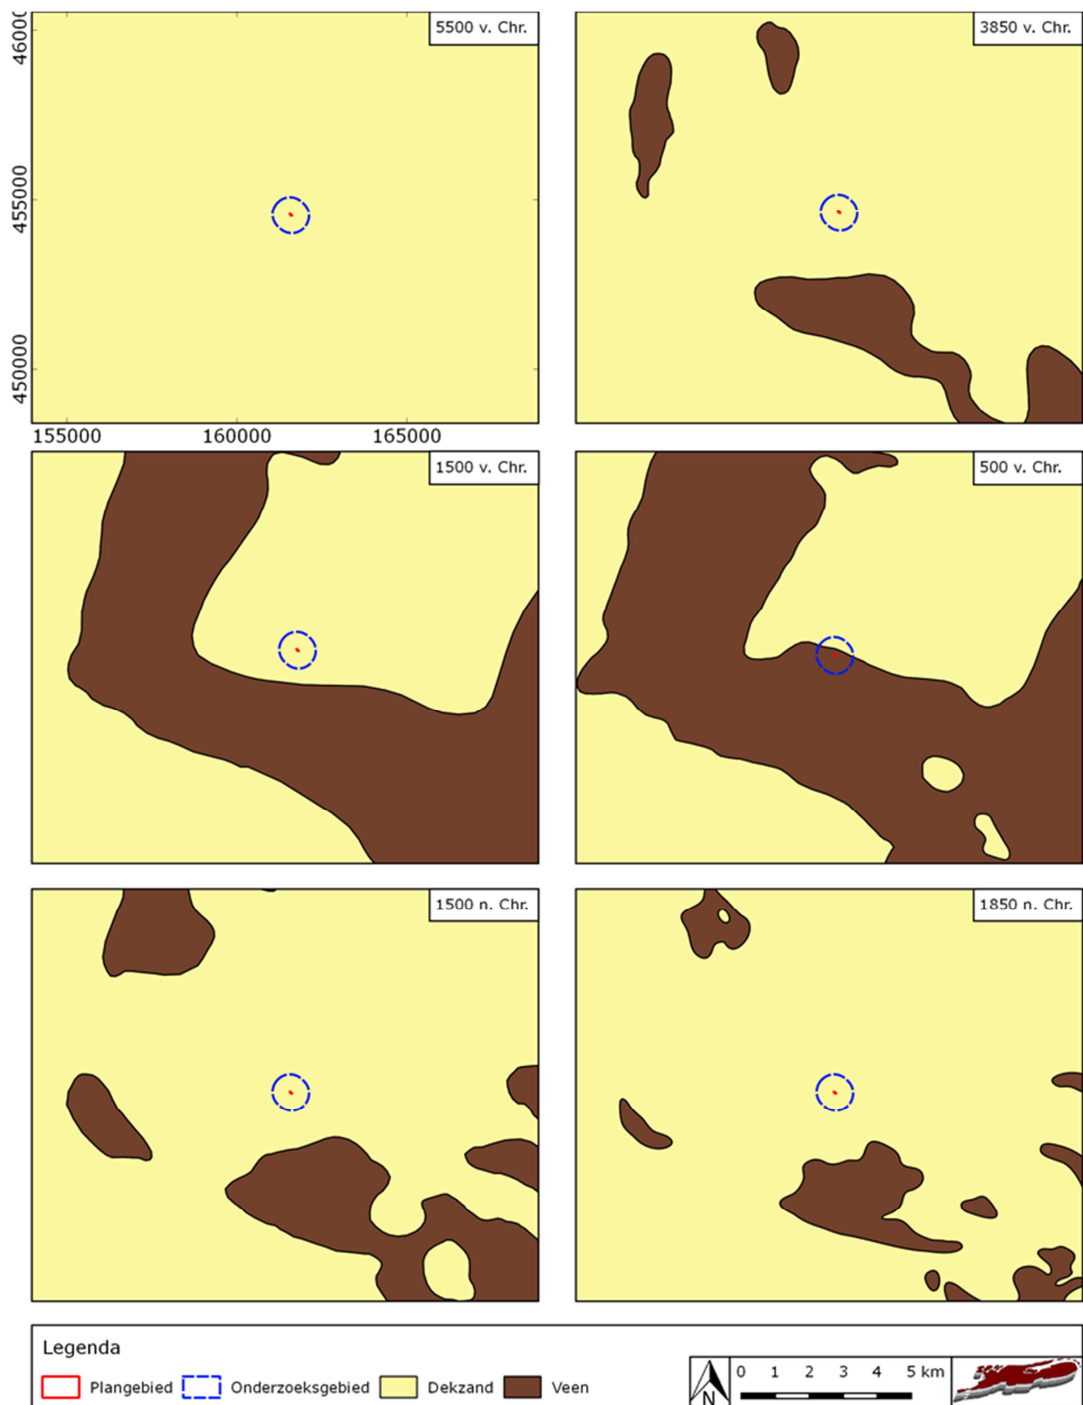 5500 v. Chr.
3850 v. Chr.
455000
450000
155000
160000
165000
1500 v. Chr.
500 v. Chr.
1500 n. Chr.
1850 n. Chr.
Legenda
Plangebied
Onderzoeksgebied
Dekzand
Veen
N
0 1 2 3 4 5 km